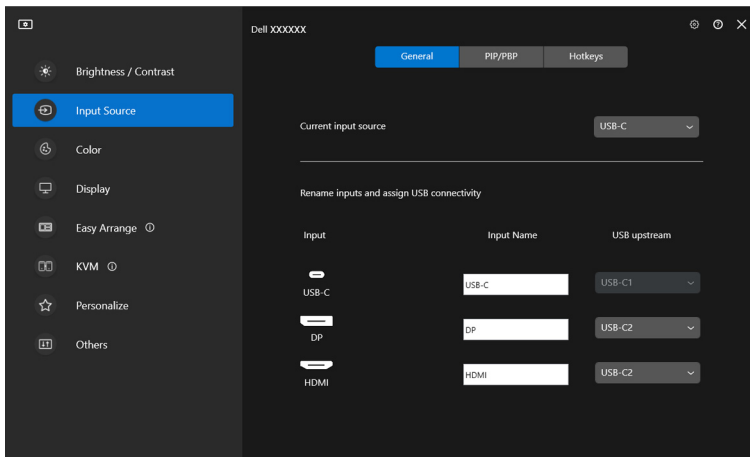 Dell XXXXXX
General PIP/PBP Hotkeys
Brightness / Contrast
Input Source
Color
Display
Easy Arrange
KVM
Personalize
Others
Current input source USB-C
Rename inputs and assign USB connectivity
Input Input Name USB upstream
USB-C USB-C USB-C1
DP DP USB-C2
HDMI HDMI USB-C2